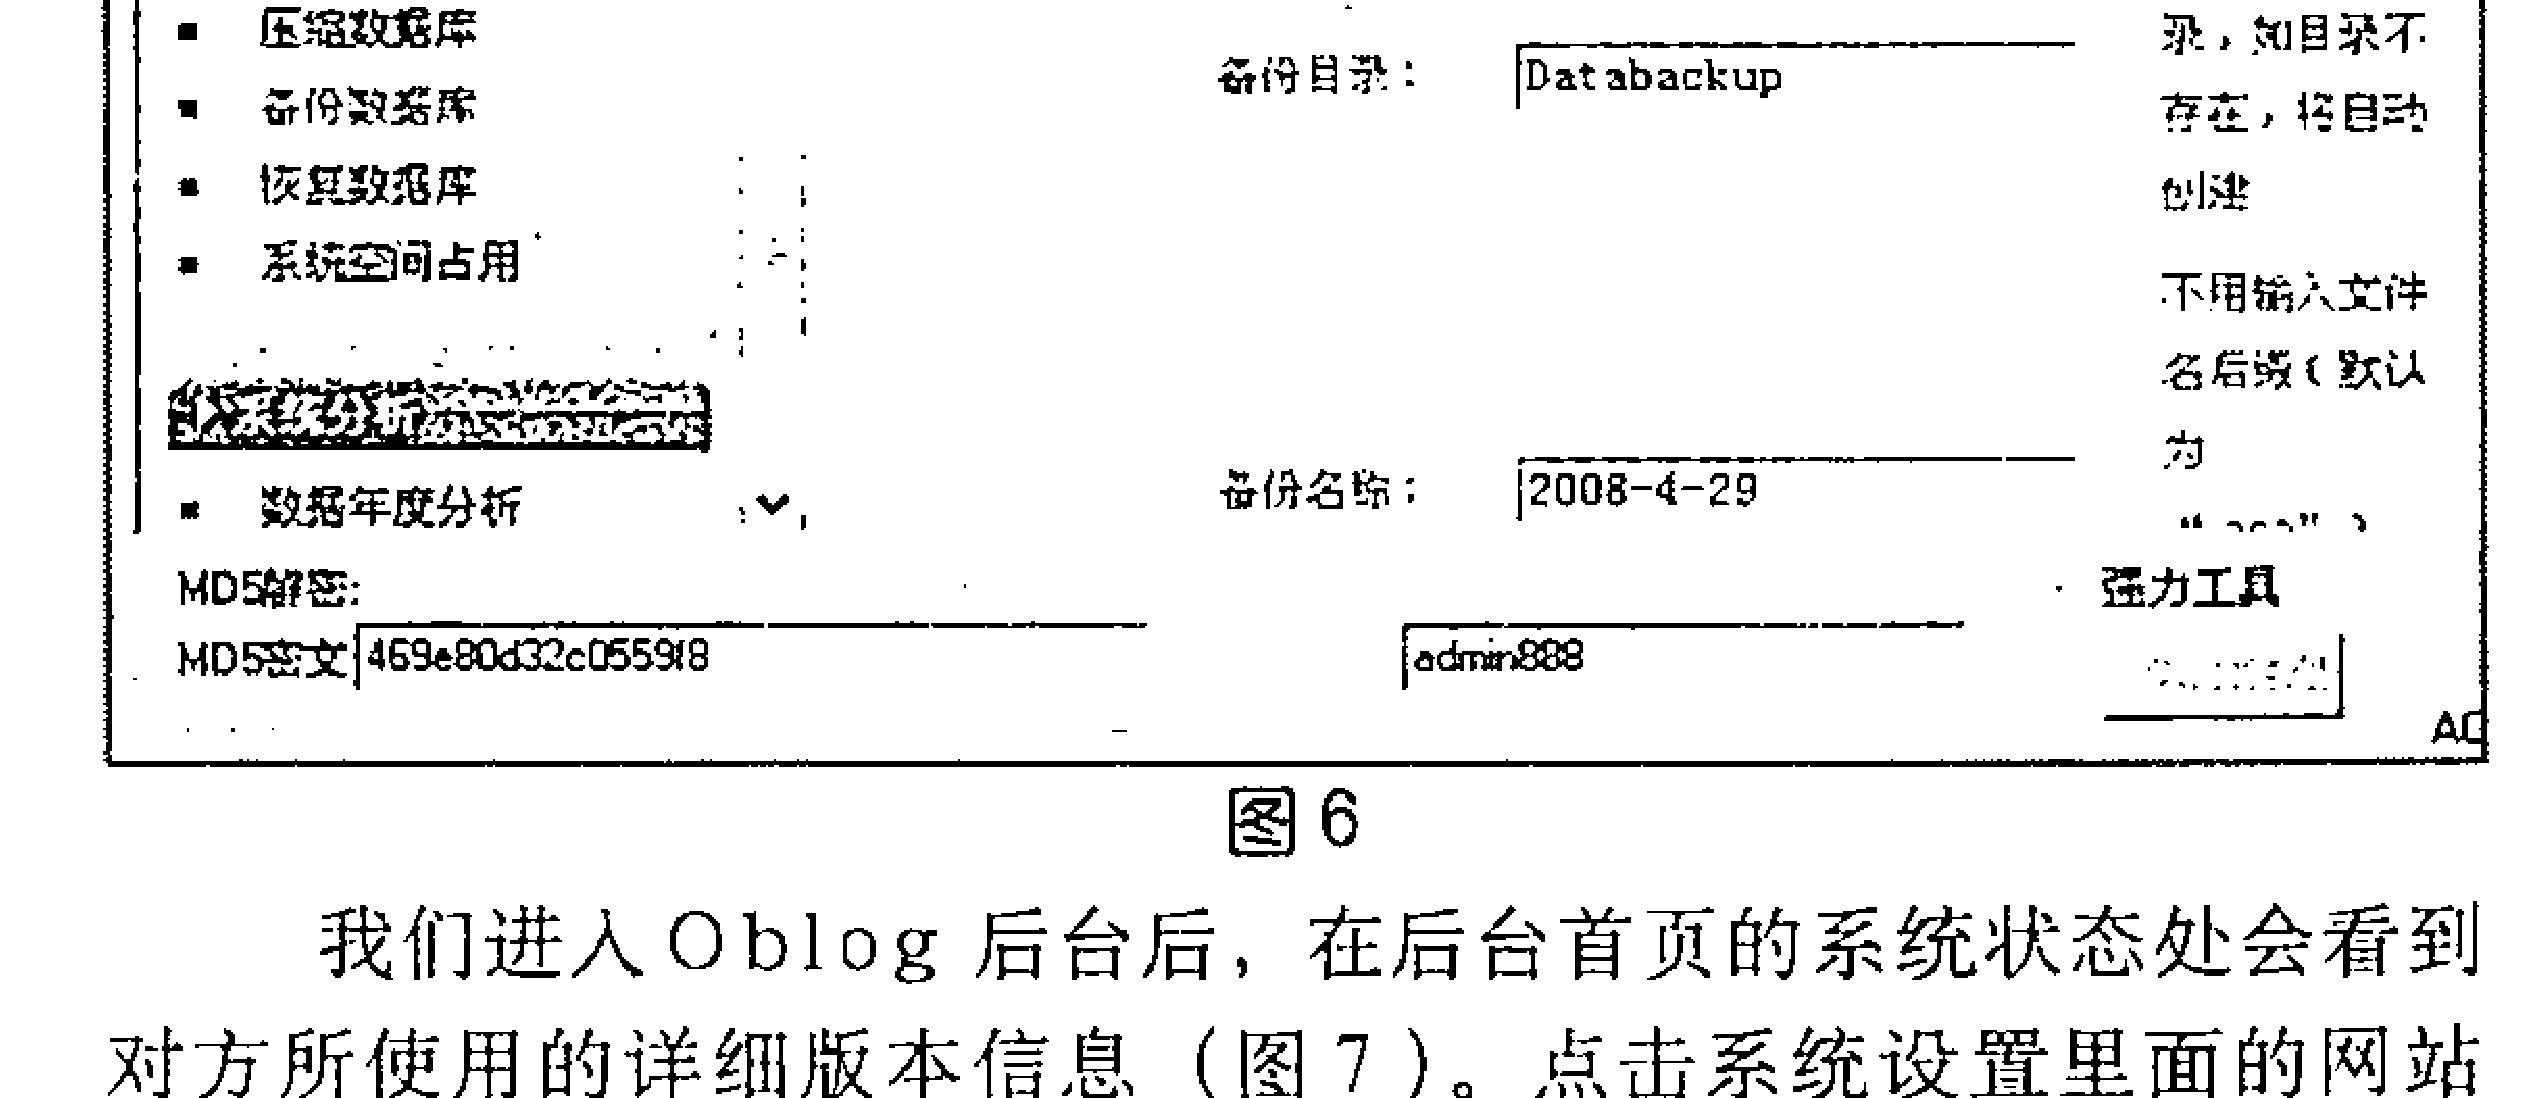 压缩数据库
备份数据库
恢复数据库
系统空间占用
系统分析
数据年度分析
备份目录：
Databackup
录，如目录不
存在，将自动
创建
不用输入文件
名后缀（默认
为
备份名称：
2008-4-29
MD5解密:
强力工具
MD5密文
469e80d32c0559f8
admin888
图6
我们进入Oblog后台后，在后台首页的系统状态处会看到
对方所使用的详细版本信息（图7）。点击系统设置里面的网站